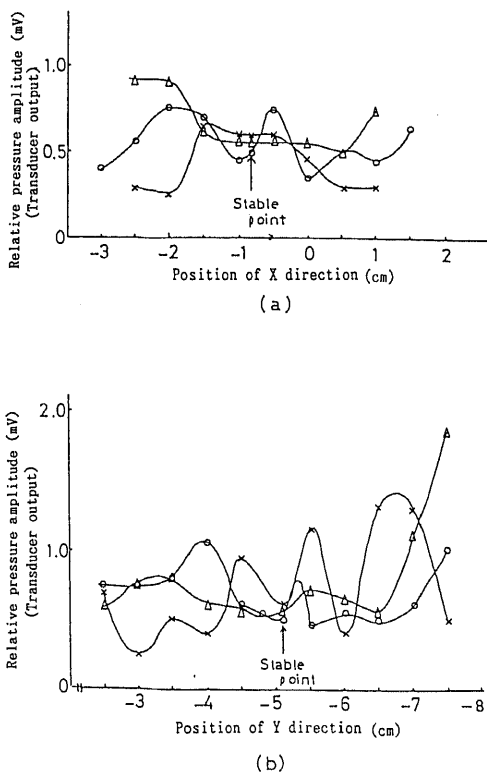 Relative pressure amplitude (mV)
(Transducer output)
1.0
0.5
0
Stable
point
-3 -2 -1 0 1 2
Position of X direction (cm)
(a)
Relative pressure amplitude (mV)
(Transducer output)
2.0
1.0
0
Stable
point
-3 -4 -5 -6 -7 -8
Position of Y direction (cm)
(b)